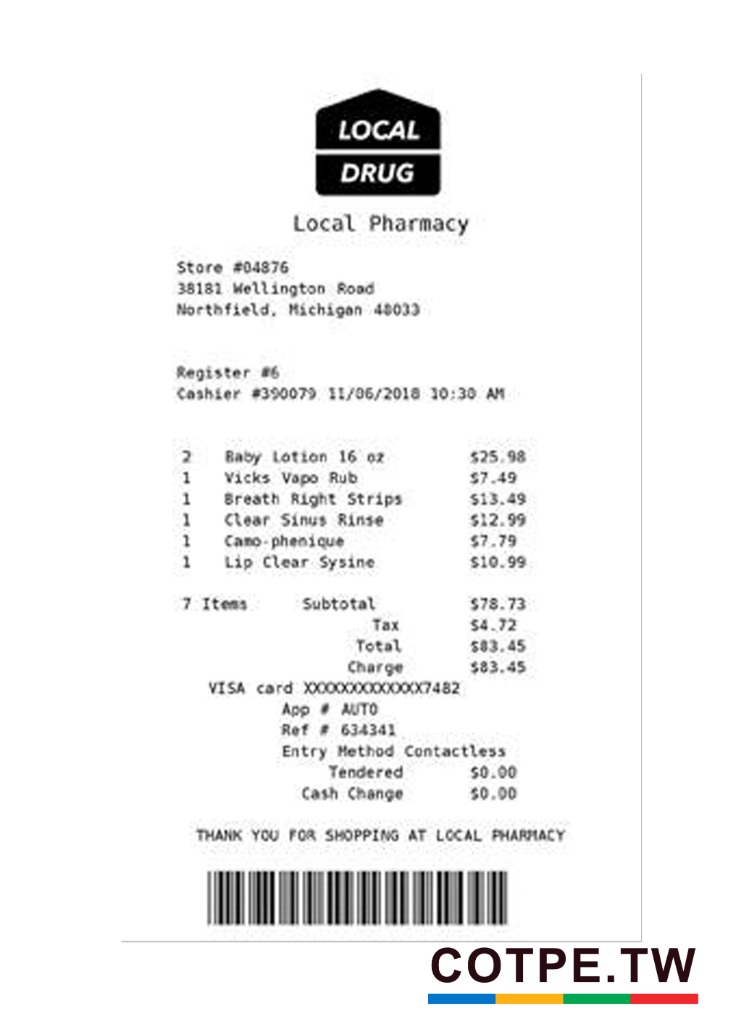 LOCAL
DRUG
Local Pharmacy
Store #04876
38181 Wellington Road
Northfield, Michigan 48033
Register #6
Cashier #390079 11/06/2018 10:30 AM
2 Baby Lotion 16 oz $25.98
1 Vicks Vapo Rub $7.49
1 Breath Right Strips $13.49
1 Clear Sinus Rinse $12.99
1 Camo-phenique $7.79
1 Lip Clear Sysine $10.99
7 Items Subtotal $78.73
Tax $4.72
Total $83.45
Charge $83.45
VISA card XXXXXXXXXXXXX7482
App # AUTO
Ref # 634341
Entry Method Contactless
Tendered $0.00
Cash Change $0.00
THANK YOU FOR SHOPPING AT LOCAL PHARMACY
COTPE.TW